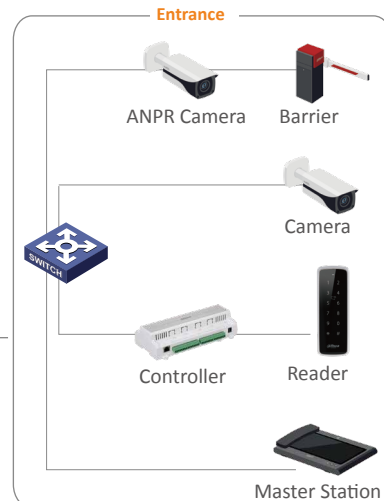 Entrance
ANPR Camera
Barrier
Camera
SWITCH
Controller
Reader
Master Station